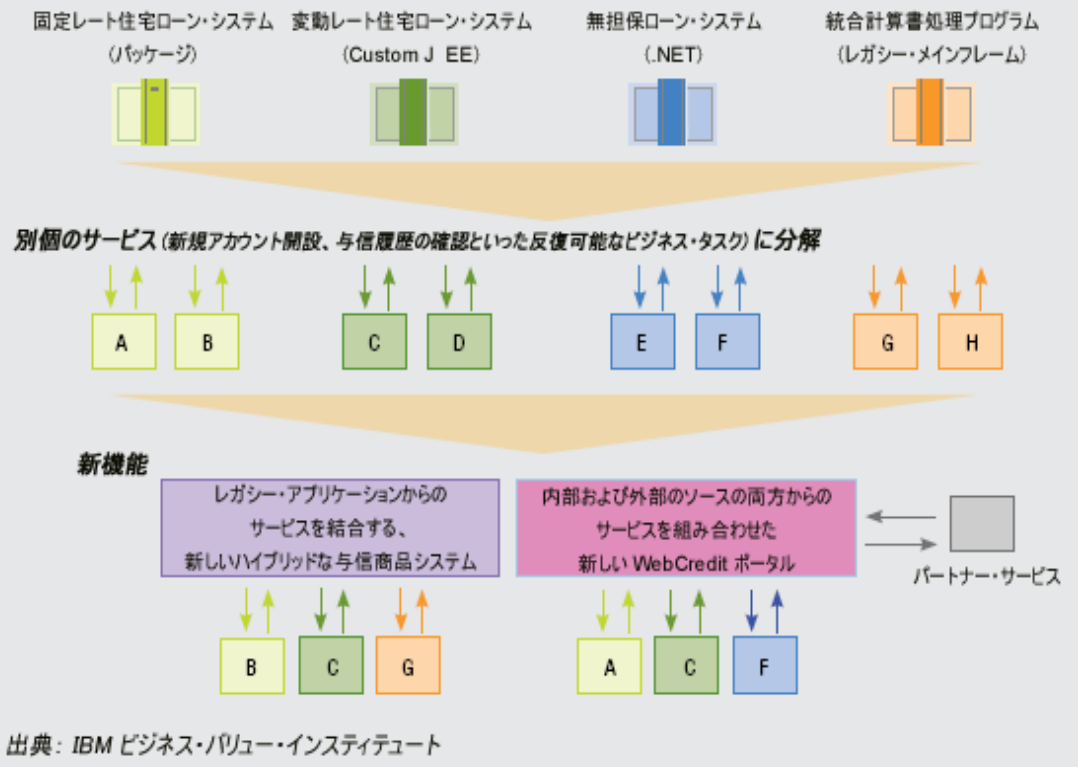 固定レート住宅ローン・システム
(パッケージ)
変動レート住宅ローン・システム
(Custom J EE)
無担保ローン・システム
(.NET)
統合計算書処理プログラム
(レガシー・メインフレーム)
別個のサービス(新規アカウント開設、与信履歴の確認といった反復可能なビジネス・タスク)に分解
A
B
C
D
E
F
G
H
新機能
レガシー・アプリケーションからの
サービスを結合する、
新しいハイブリッドな与信商品システム
内部および外部のソースの両方からの
サービスを組み合わせた
新しい WebCredit ポータル
パートナー・サービス
B
C
G
A
C
F
出典: IBM ビジネス・バリュー・インスティテュート